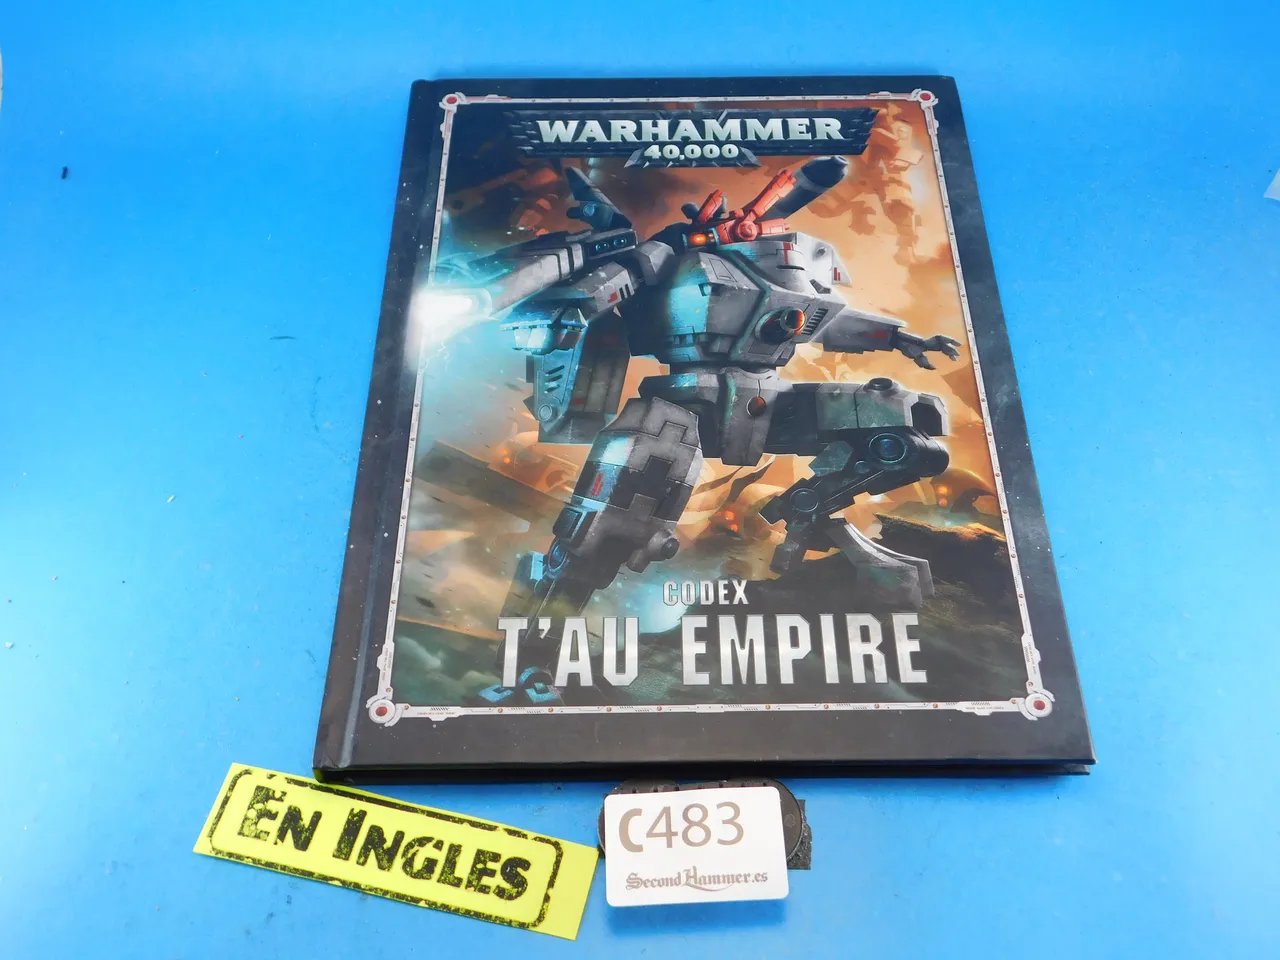 WARHAMMER
40,000
CODEX
T'AU EMPIRE
EN INGLES
C483
SecondHammer.es